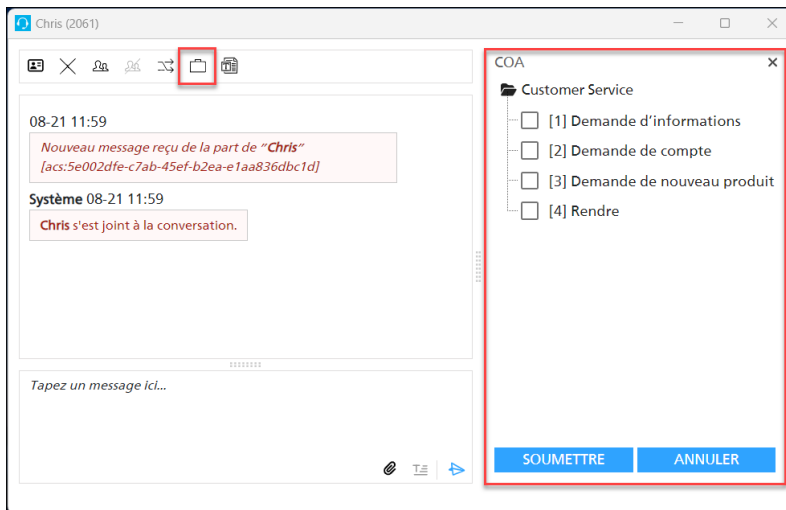 Chris (2061)
08-21 11:59
Nouveau message reçu de la part de "Chris"
[acs:5e002dfe-c7ab-45ef-b2ea-e1aa836dbc1d]
Système 08-21 11:59
Chris s'est joint à la conversation.
Tapez un message ici...
COA
Customer Service
[1] Demande d'informations
[2] Demande de compte
[3] Demande de nouveau produit
[4] Rendre
SOUMETTRE
ANNULER